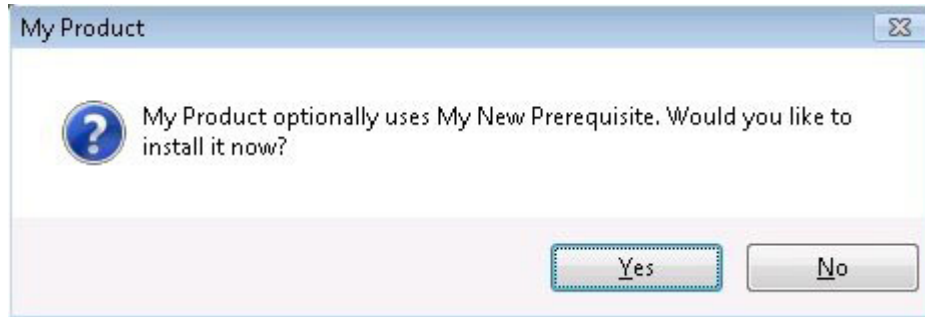 My Product
My Product optionally uses My New Prerequisite. Would you like to
install it now?
Yes
No